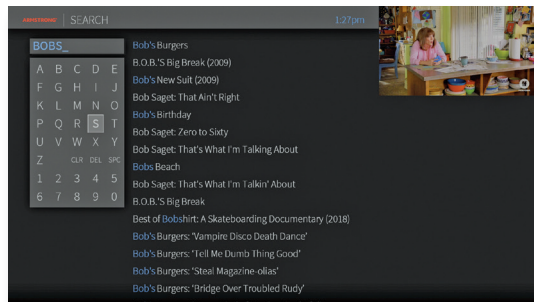 ARMSTRONG SEARCH 1:27pm
BOBS_
A B C D E
F G H I J
K L M N O
P Q R S T
U V W X Y
Z CLR DEL SPC
1 2 3 4 5
6 7 8 9 0
Bob's Burgers
B.O.B.'S Big Break (2009)
Bob's New Suit (2009)
Bob Saget: That Ain't Right
Bob's Birthday
Bob Saget: Zero to Sixty
Bob Saget: That's What I'm Talking About
Bobs Beach
Bob Saget: That's What I'm Talkin' About
B.O.B.'S Big Break
Best of Bobshirt: A Skateboarding Documentary (2018)
Bob's Burgers: 'Vampire Disco Death Dance'
Bob's Burgers: 'Tell Me Dumb Thing Good'
Bob's Burgers: 'Steal Magazine-olias'
Bob's Burgers: 'Bridge Over Troubled Rudy'